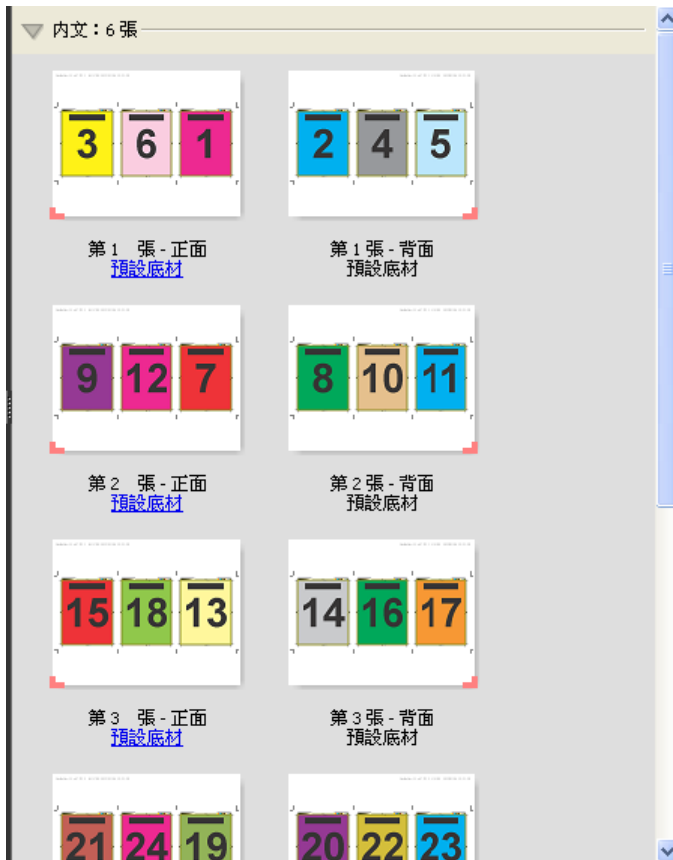 内文：6 張
3 6 1
2 4 5
第 1 張 - 正面
預設底材
第 1 張 - 背面
預設底材
9 12 7
8 10 11
第 2 張 - 正面
預設底材
第 2 張 - 背面
預設底材
15 18 13
14 16 17
第 3 張 - 正面
預設底材
第 3 張 - 背面
預設底材
21 24 19
20 22 23